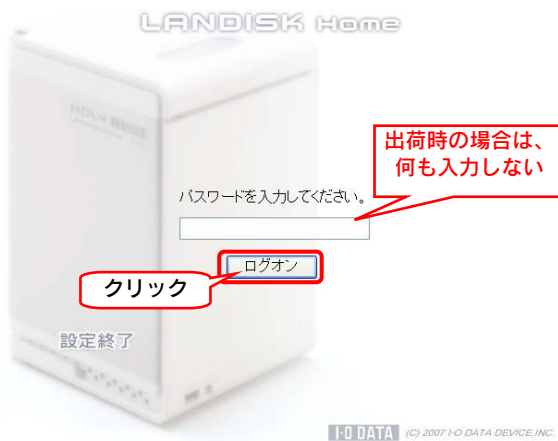 LANDISK Home
出荷時の場合は、
何も入力しない
パスワードを入力してください。
ログオン
クリック
設定終了
I-O DATA (C) 2007 I-O DATA DEVICE, INC.